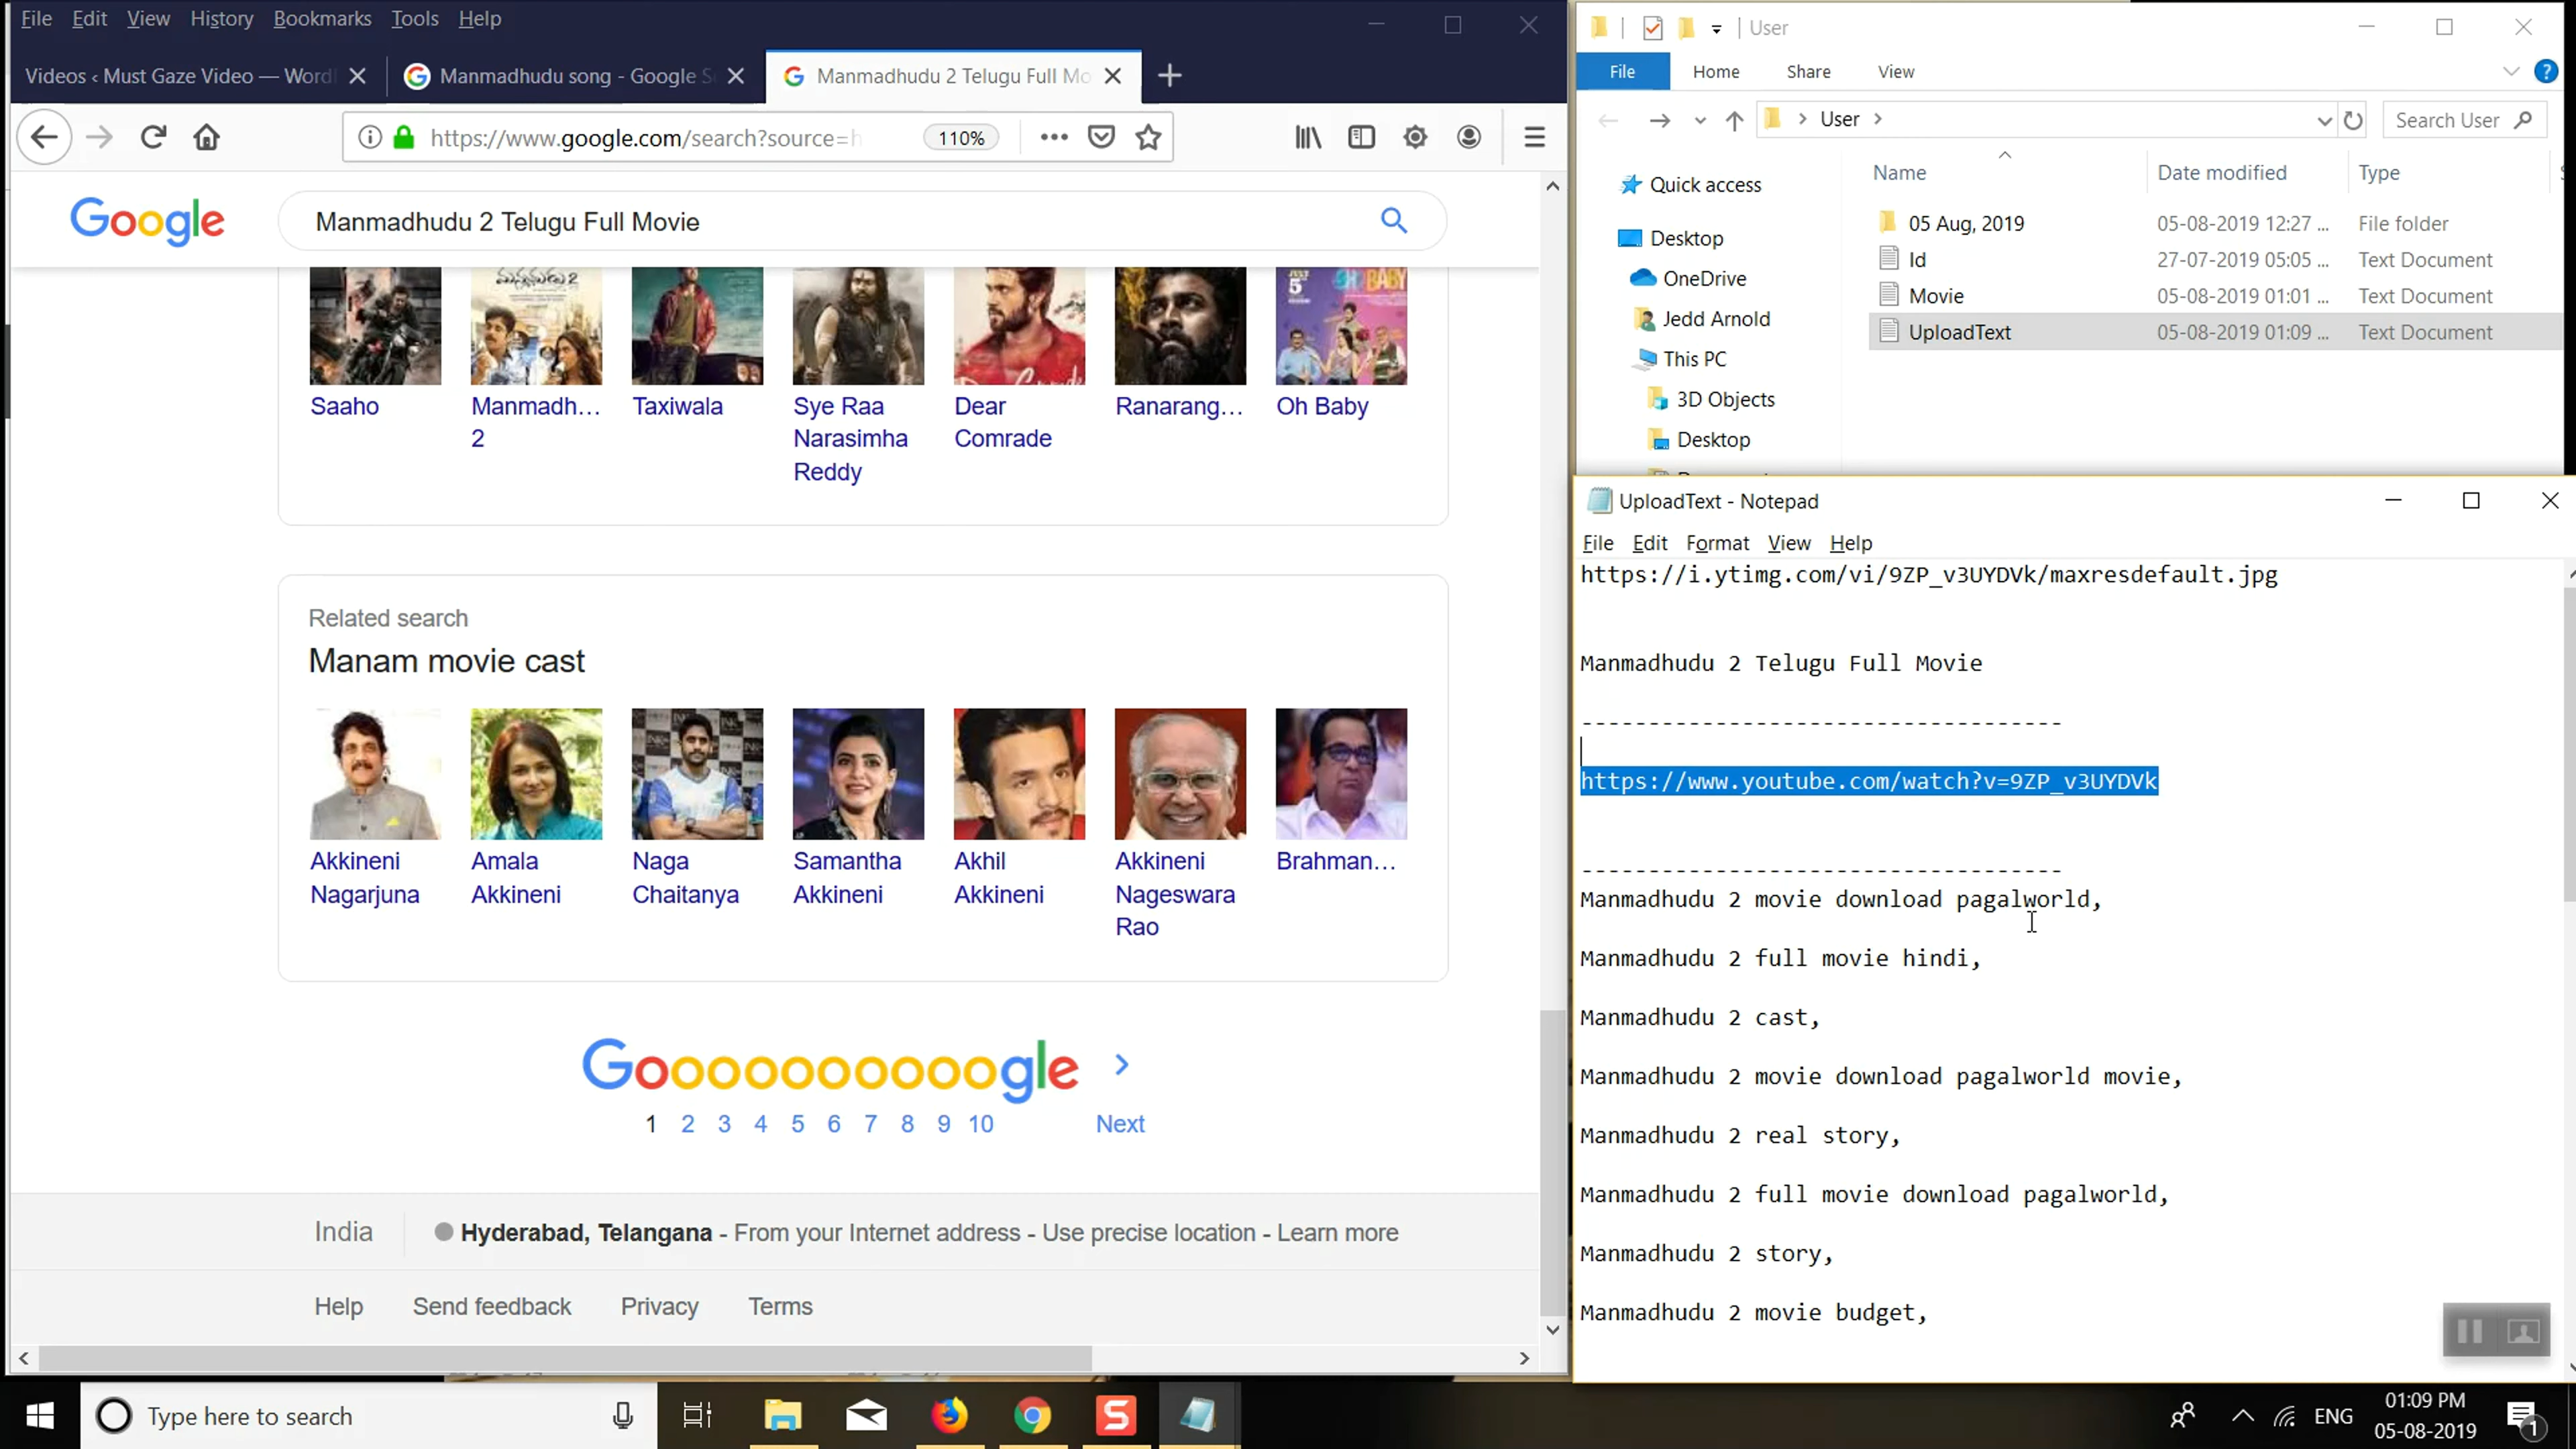 File Edit View History Bookmarks Tools Help
Videos ‹ Must Gaze Video — Word
Manmadhudu song - Google S
Manmadhudu 2 Telugu Full Mo
https://www.google.com/search?source=h
110%
Google
Manmadhudu 2 Telugu Full Movie
మన్మథుడు 2
JULY 5
OH BABY
Saaho
Manmadh... 2
Taxiwala
Sye Raa Narasimha Reddy
Dear Comrade
Ranarang...
Oh Baby
Related search
Manam movie cast
Akkineni Nagarjuna
Amala Akkineni
Naga Chaitanya
Samantha Akkineni
Akhil Akkineni
Akkineni Nageswara Rao
Brahman...
Goooooooooogle
1 2 3 4 5 6 7 8 9 10 Next
India
Hyderabad, Telangana - From your Internet address - Use precise location - Learn more
Help Send feedback Privacy Terms
User
File Home Share View
User
Search User
Name Date modified Type
Quick access
Desktop
OneDrive
Jedd Arnold
This PC
3D Objects
Desktop
05 Aug, 2019 05-08-2019 12:27 ... File folder
Id 27-07-2019 05:05 ... Text Document
Movie 05-08-2019 01:01 ... Text Document
UploadText 05-08-2019 01:09 ... Text Document
UploadText - Notepad
File Edit Format View Help
https://i.ytimg.com/vi/9ZP_v3UYDVk/maxresdefault.jpg
Manmadhudu 2 Telugu Full Movie
------------------------------------
https://www.youtube.com/watch?v=9ZP_v3UYDVk
------------------------------------
Manmadhudu 2 movie download pagalworld,
Manmadhudu 2 full movie hindi,
Manmadhudu 2 cast,
Manmadhudu 2 movie download pagalworld movie,
Manmadhudu 2 real story,
Manmadhudu 2 full movie download pagalworld,
Manmadhudu 2 story,
Manmadhudu 2 movie budget,
Type here to search
ENG
01:09 PM
05-08-2019
1